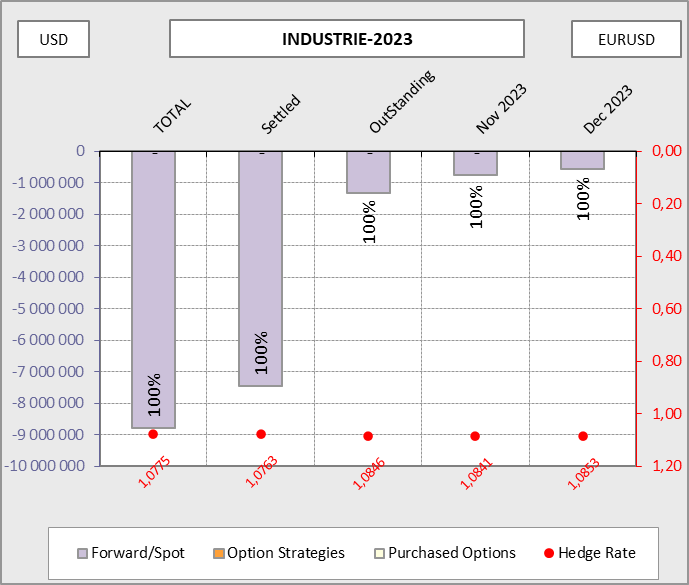 USD
INDUSTRIE-2023
EURUSD
TOTAL
Settled
OutStanding
Nov 2023
Dec 2023
0
-1 000 000
-2 000 000
-3 000 000
-4 000 000
-5 000 000
-6 000 000
-7 000 000
-8 000 000
-9 000 000
-10 000 000
0,00
0,20
0,40
0,60
0,80
1,00
1,20
100%
100%
100%
100%
100%
1,0775
1,0763
1,0846
1,0841
1,0853
Forward/Spot
Option Strategies
Purchased Options
Hedge Rate